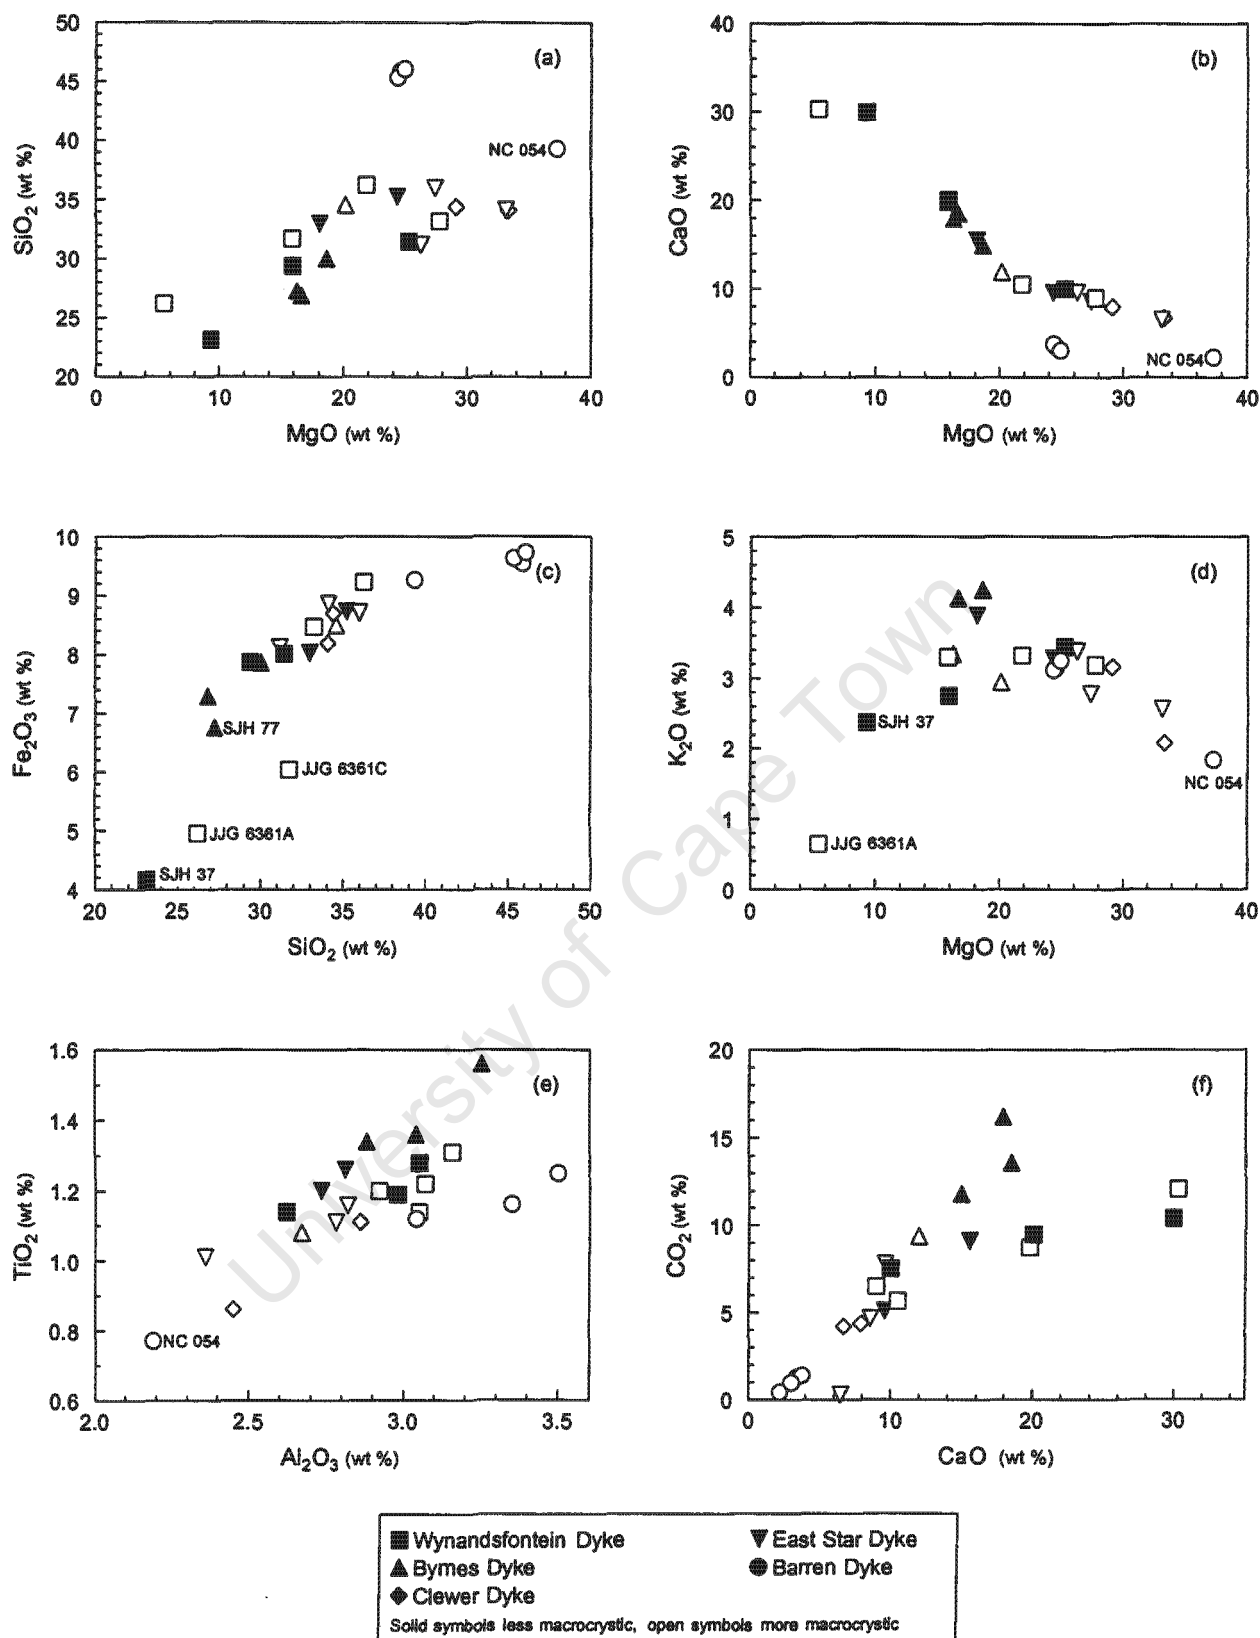 50
45
40
35
30
25
20
0 10 20 30 40
SiO2 (wt %)
MgO (wt %)
(a)
NC 054
40
30
20
10
0
0 10 20 30 40
CaO (wt %)
MgO (wt %)
(b)
NC 054
10
9
8
7
6
5
4
20 25 30 35 40 45 50
Fe2O3 (wt %)
SiO2 (wt %)
(c)
SJH 77
JJG 6361C
JJG 6361A
SJH 37
5
4
3
2
1
0
0 10 20 30 40
K2O (wt %)
MgO (wt %)
(d)
SJH 37
NC 054
JJG 6361A
1.6
1.4
1.2
1.0
0.8
0.6
2.0 2.5 3.0 3.5
TiO2 (wt %)
Al2O3 (wt %)
(e)
NC 054
20
15
10
5
0
0 10 20 30
CO2 (wt %)
CaO (wt %)
(f)
Wynandsfontein Dyke
East Star Dyke
Byrnes Dyke
Barren Dyke
Clewer Dyke
Solid symbols less macrocrystic, open symbols more macrocrystic
University of Cape Town